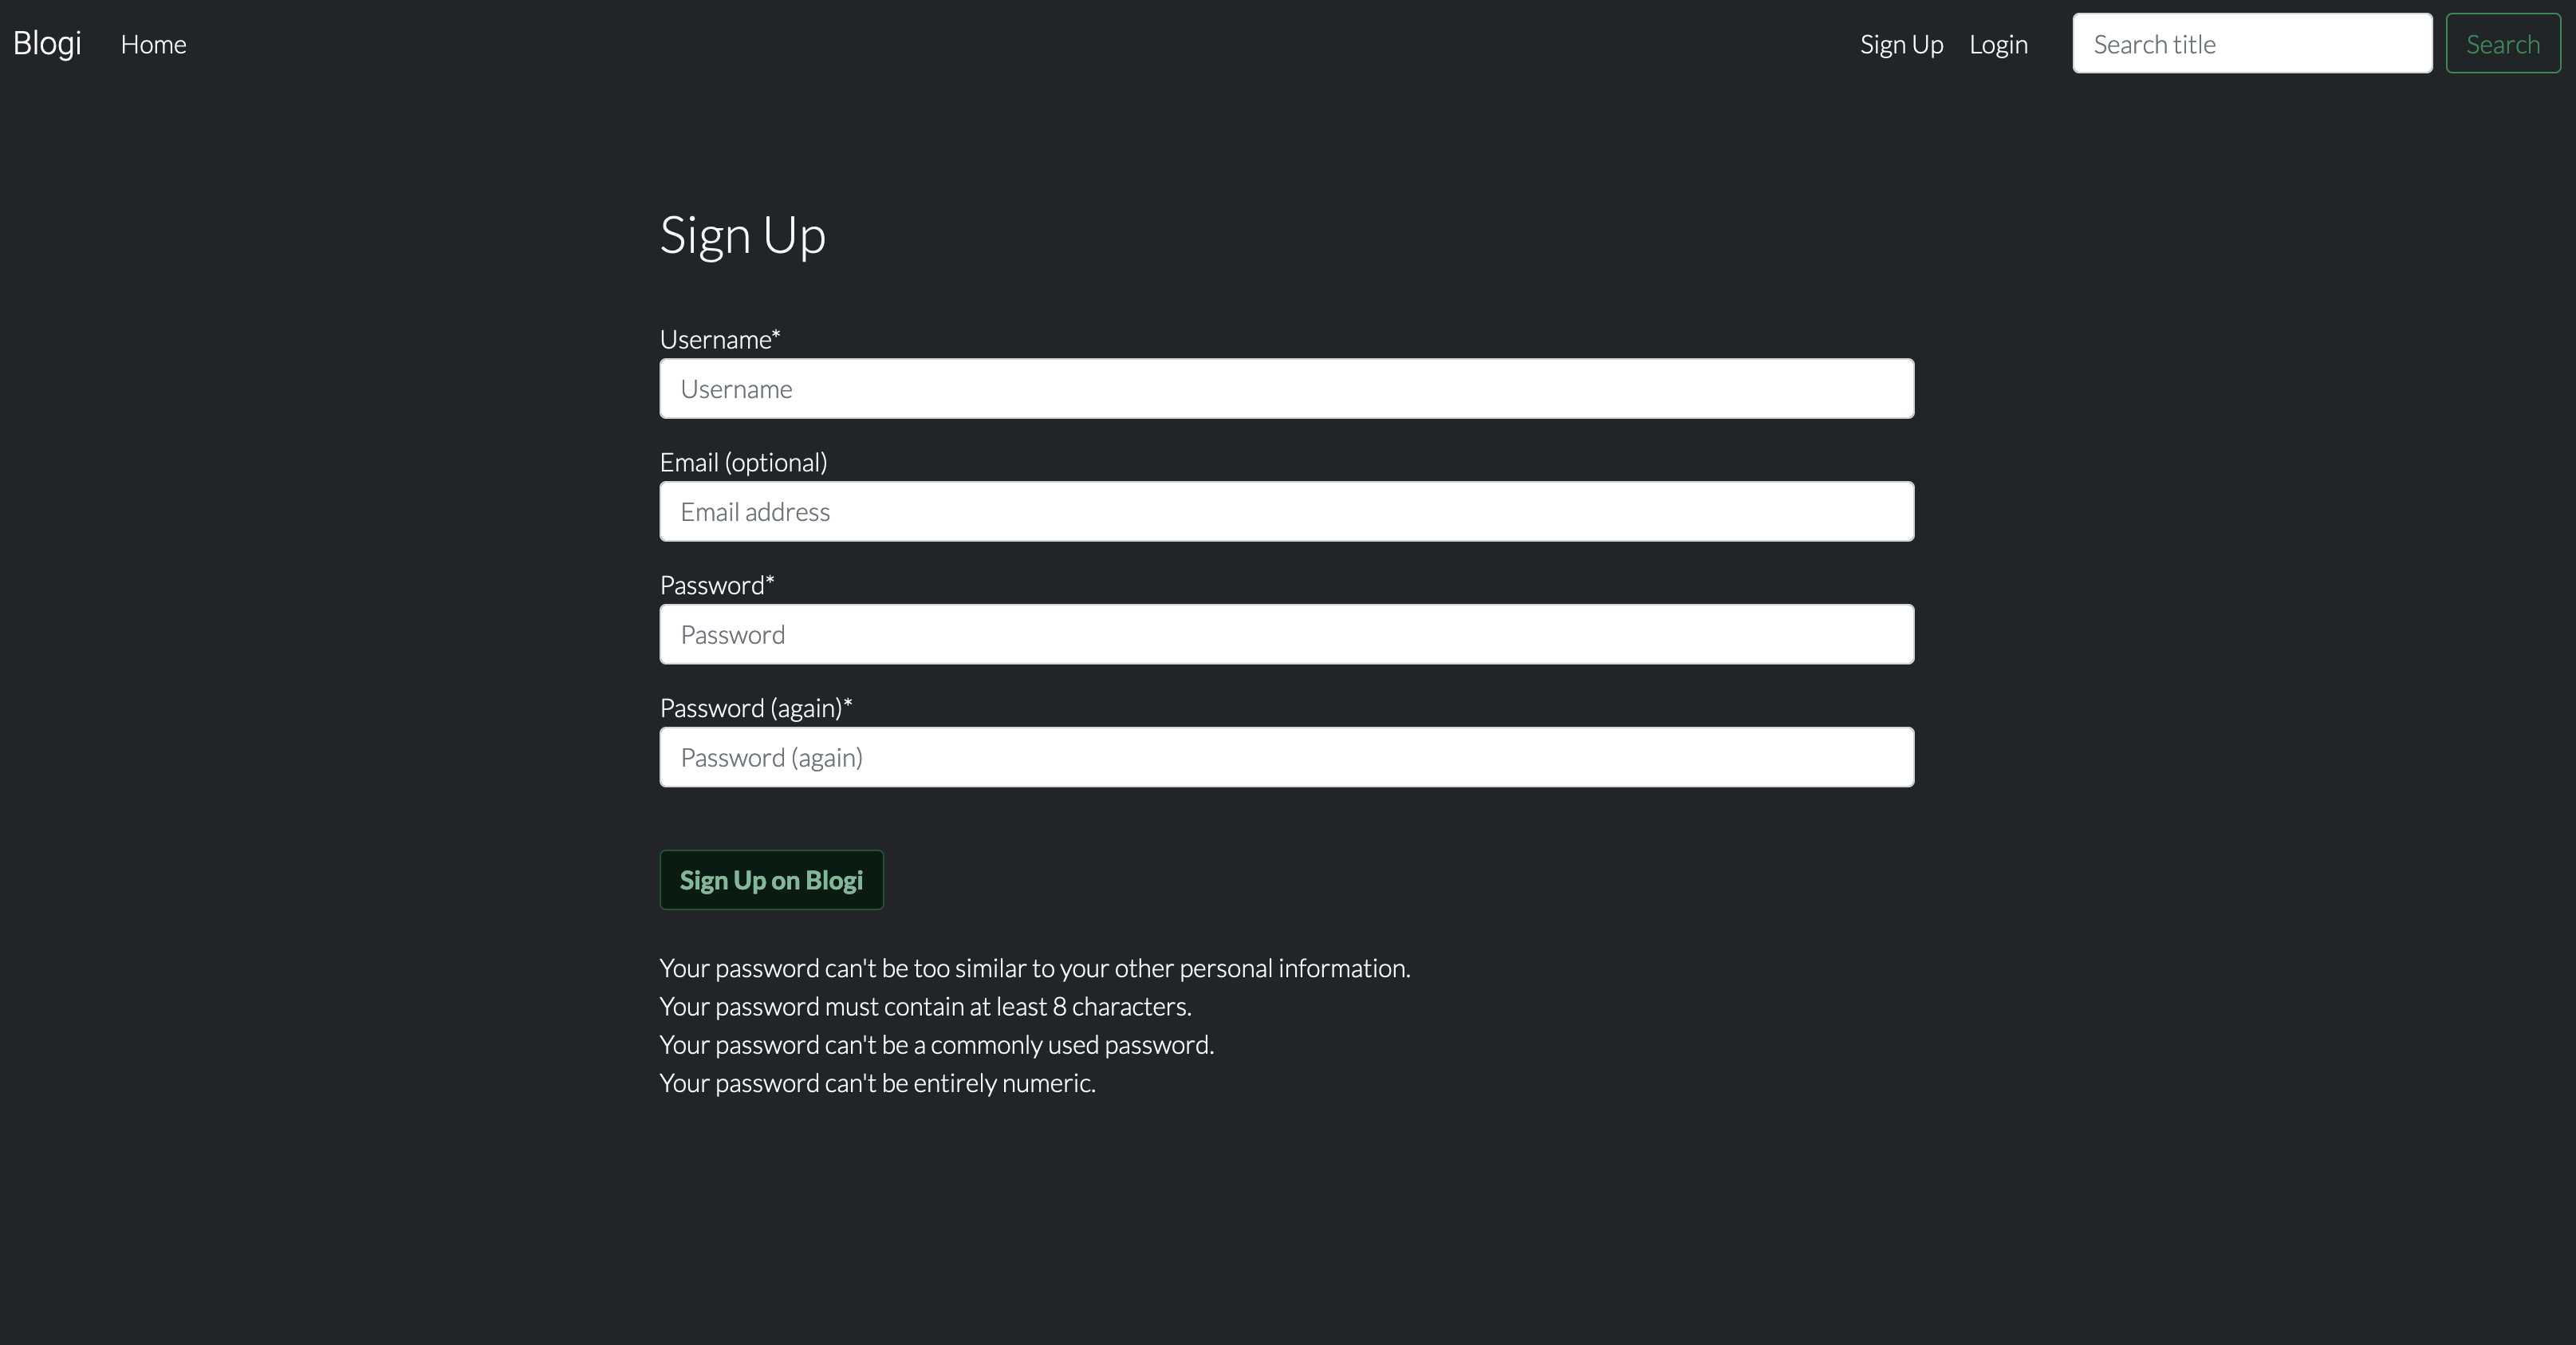 Blogi Home Sign Up Login Search title Search
Sign Up
Username*
Username
Email (optional)
Email address
Password*
Password
Password (again)*
Password (again)
Sign Up on Blogi
Your password can't be too similar to your other personal information.
Your password must contain at least 8 characters.
Your password can't be a commonly used password.
Your password can't be entirely numeric.